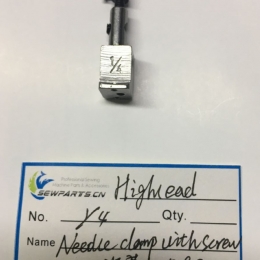 1/4
Highlead
SEWPARTS.CN
No. 1/4 Qty.
Name Needle clamp with screw